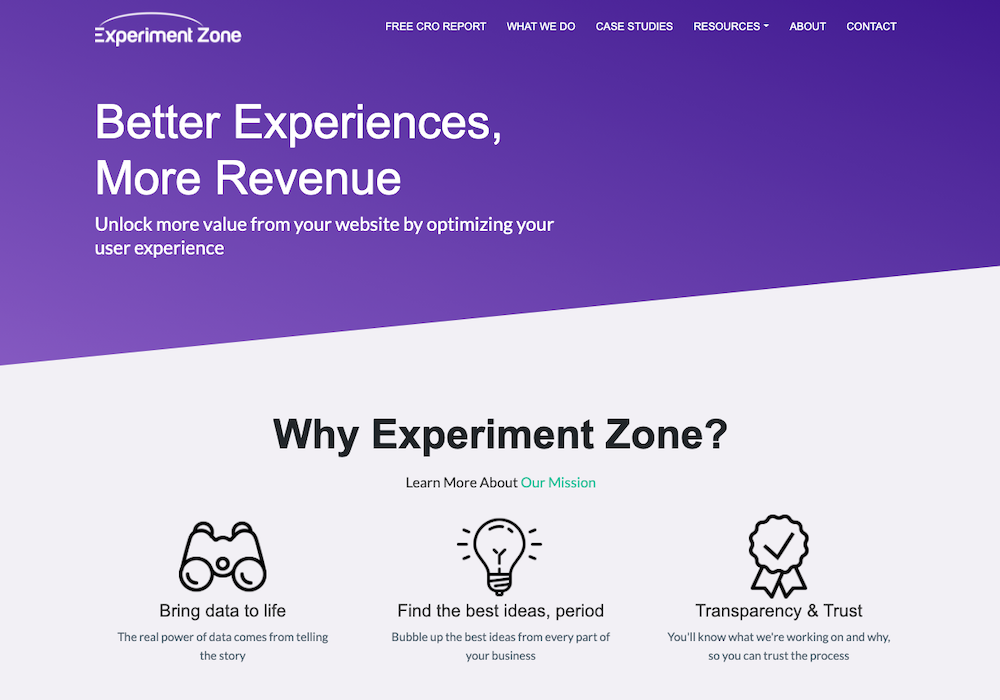 Experiment Zone
FREE CRO REPORT WHAT WE DO CASE STUDIES RESOURCES ABOUT CONTACT
Better Experiences,
More Revenue
Unlock more value from your website by optimizing your
user experience
Why Experiment Zone?
Learn More About Our Mission
Bring data to life
The real power of data comes from telling
the story
Find the best ideas, period
Bubble up the best ideas from every part of
your business
Transparency & Trust
You'll know what we're working on and why,
so you can trust the process